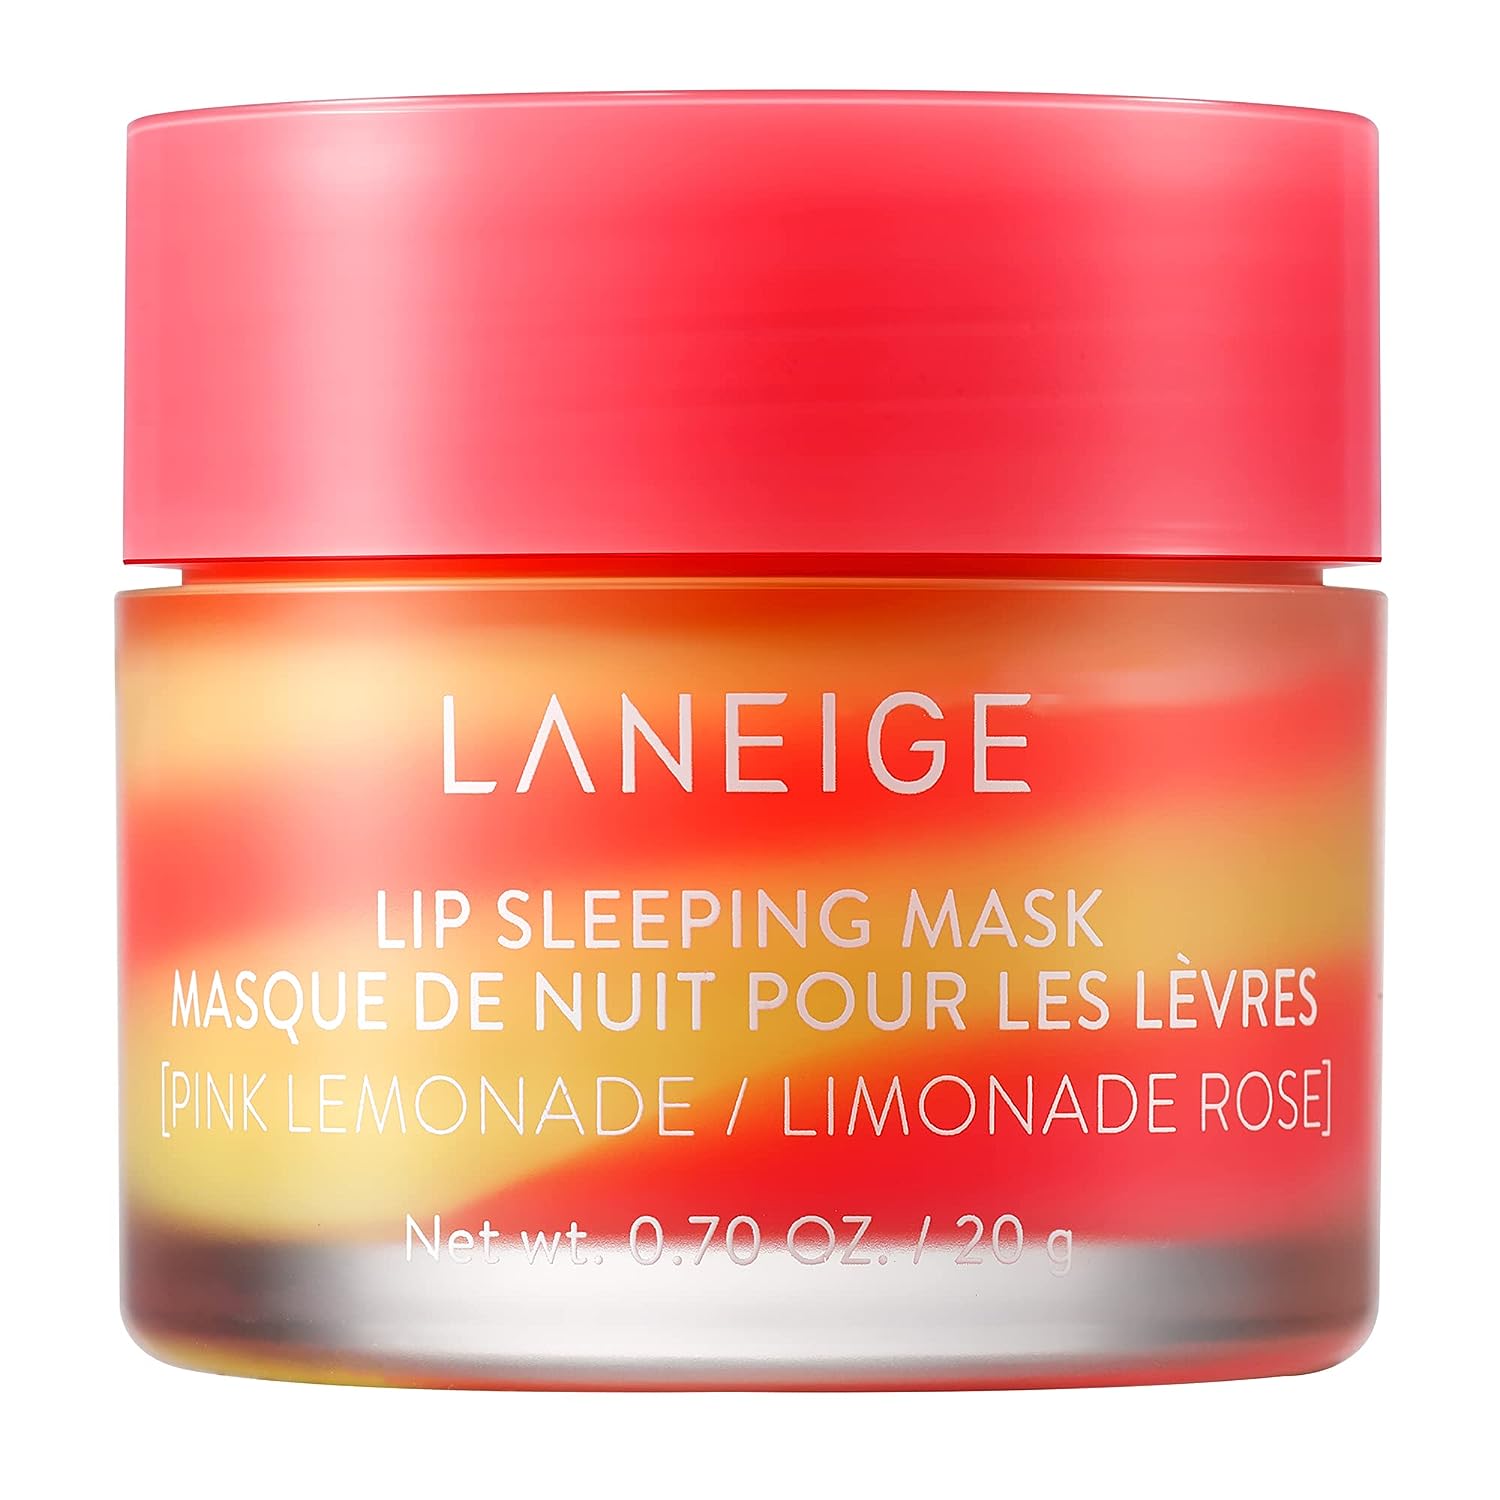 LANEIGE
LIP SLEEPING MASK
MASQUE DE NUIT POUR LES LÈVRES
[PINK LEMONADE / LIMONADE ROSE]
Net wt. 0.70 OZ. / 20 g